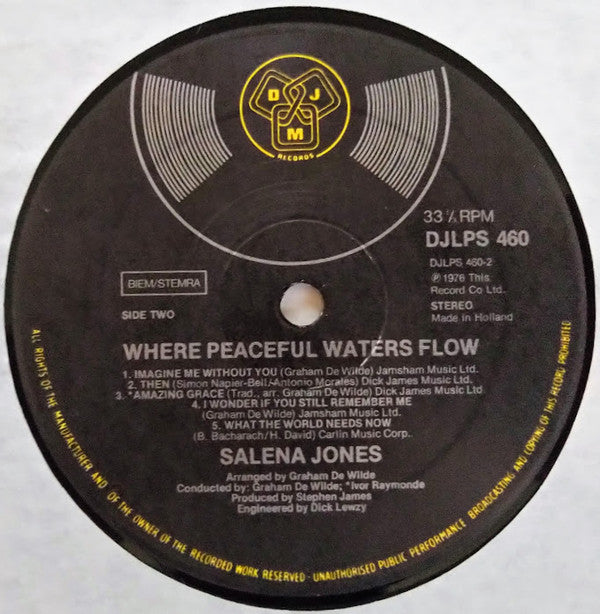 D J
M
RECORDS
33 ⅓ RPM
DJLPS 460
DJLPS 460-2
℗ 1976 This
Record Co Ltd.
STEREO
Made in Holland
BIEM/STEMRA
SIDE TWO
WHERE PEACEFUL WATERS FLOW
1. IMAGINE ME WITHOUT YOU (Graham De Wilde) Jamsham Music Ltd.
2. THEN (Simon Napier-Bell/Antonio Morales) Dick James Music Ltd.
3. *AMAZING GRACE (Trad., arr. Graham De Wilde) Dick James Music Ltd
4. I WONDER IF YOU STILL REMEMBER ME
(Graham De Wilde) Jamsham Music Ltd.
5. WHAT THE WORLD NEEDS NOW
(B. Bacharach/H. David) Carlin Music Corp.
SALENA JONES
Arranged by Graham De Wilde
Conducted by: Graham De Wilde; *Ivor Raymonde
Produced by Stephen James
Engineered by Dick Lewzy
ALL RIGHTS OF THE MANUFACTURER AND OF THE OWNER OF THE RECORDED WORK RESERVED · UNAUTHORISED PUBLIC PERFORMANCE BROADCASTING AND COPYING OF THIS RECORD PROHIBITED